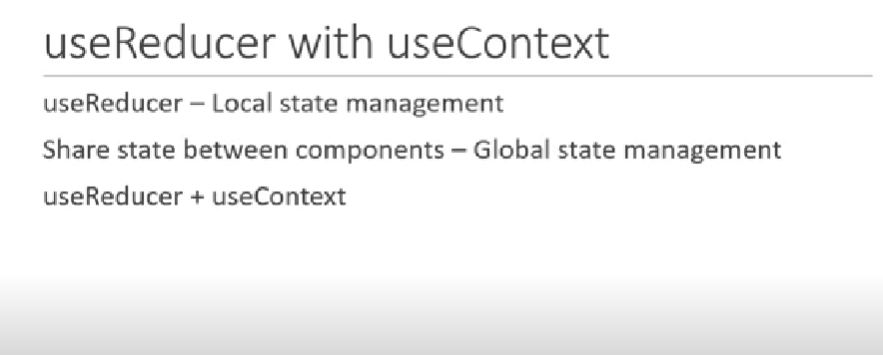 useReducer with useContext
useReducer – Local state management
Share state between components – Global state management
useReducer + useContext